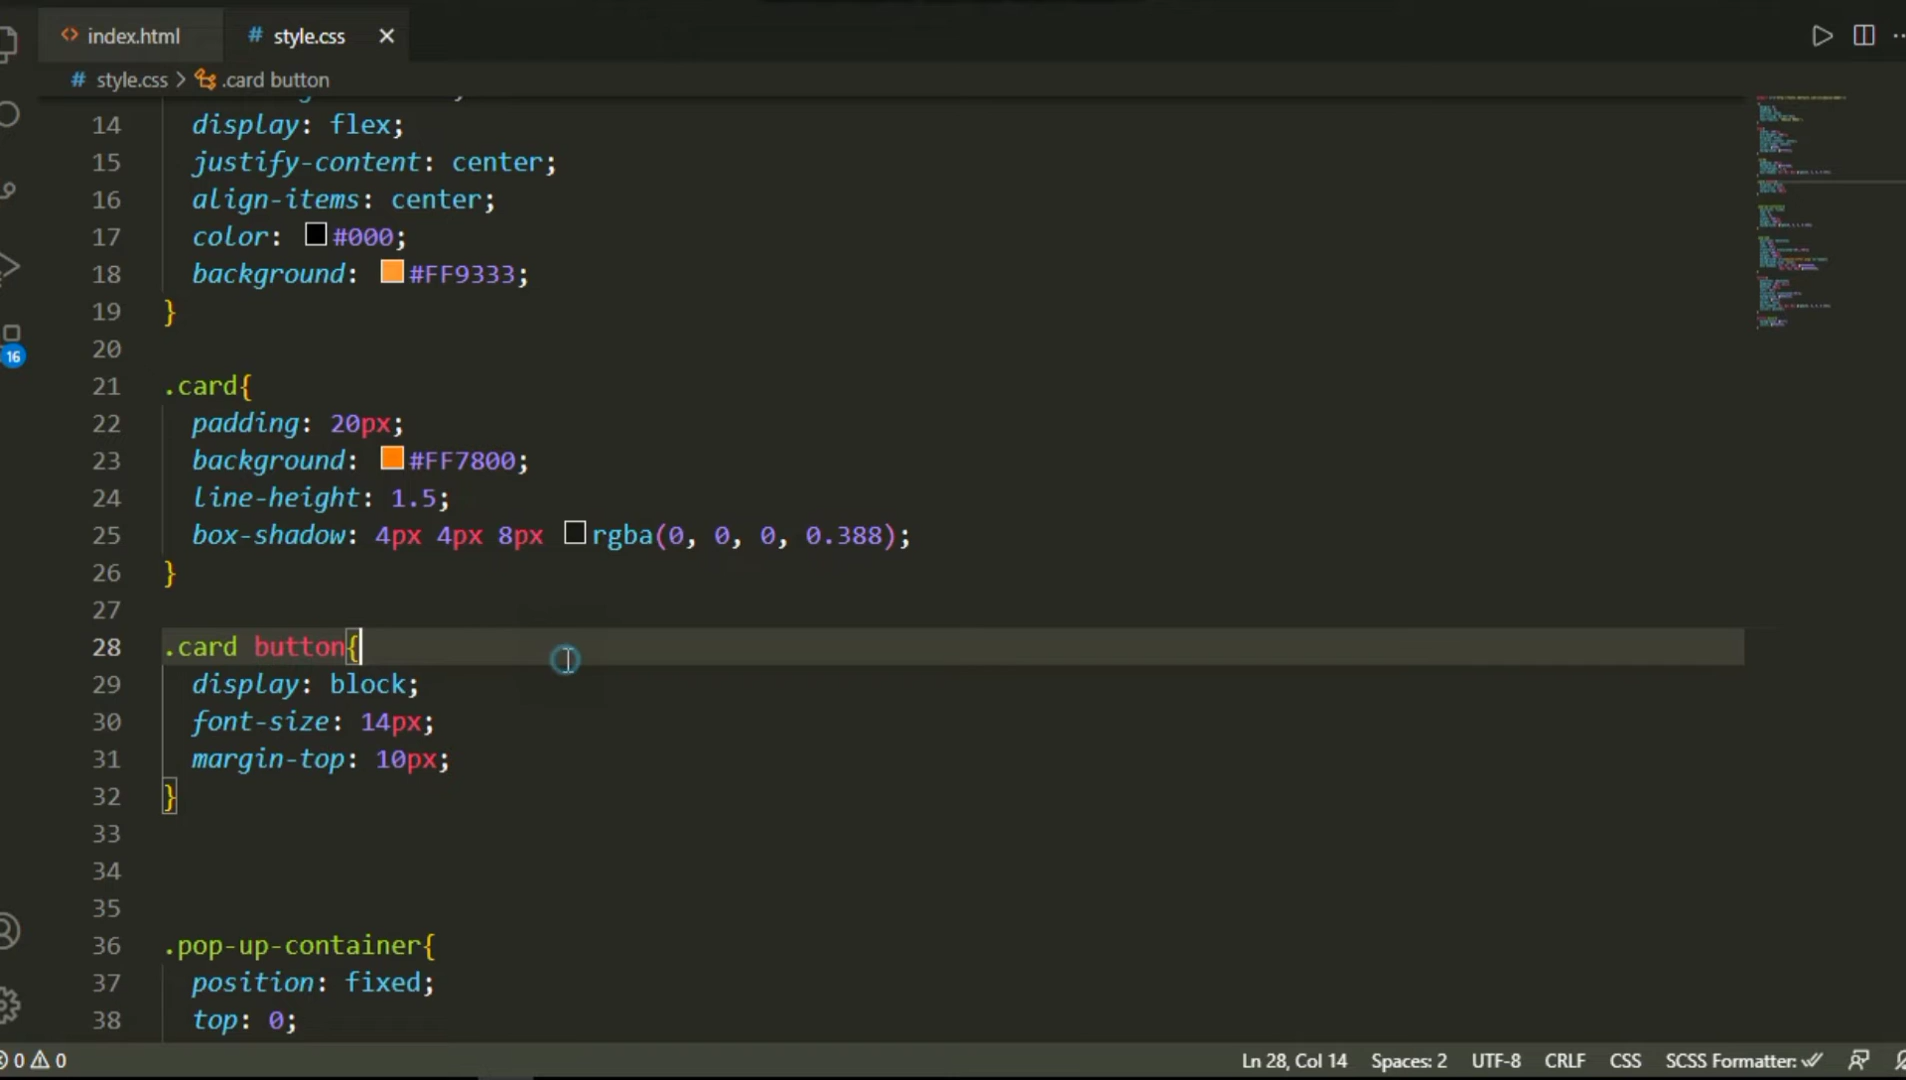 index.html
style.css
style.css > .card button
14 display: flex;
15 justify-content: center;
16 align-items: center;
17 color: #000;
18 background: #FF9333;
19 }
20
21 .card{
22 padding: 20px;
23 background: #FF7800;
24 line-height: 1.5;
25 box-shadow: 4px 4px 8px rgba(0, 0, 0, 0.388);
26 }
27
28 .card button{
29 display: block;
30 font-size: 14px;
31 margin-top: 10px;
32 }
33
34
35
36 .pop-up-container{
37 position: fixed;
38 top: 0;
16
0 0 Ln 28, Col 14 Spaces: 2 UTF-8 CRLF CSS SCSS Formatter: